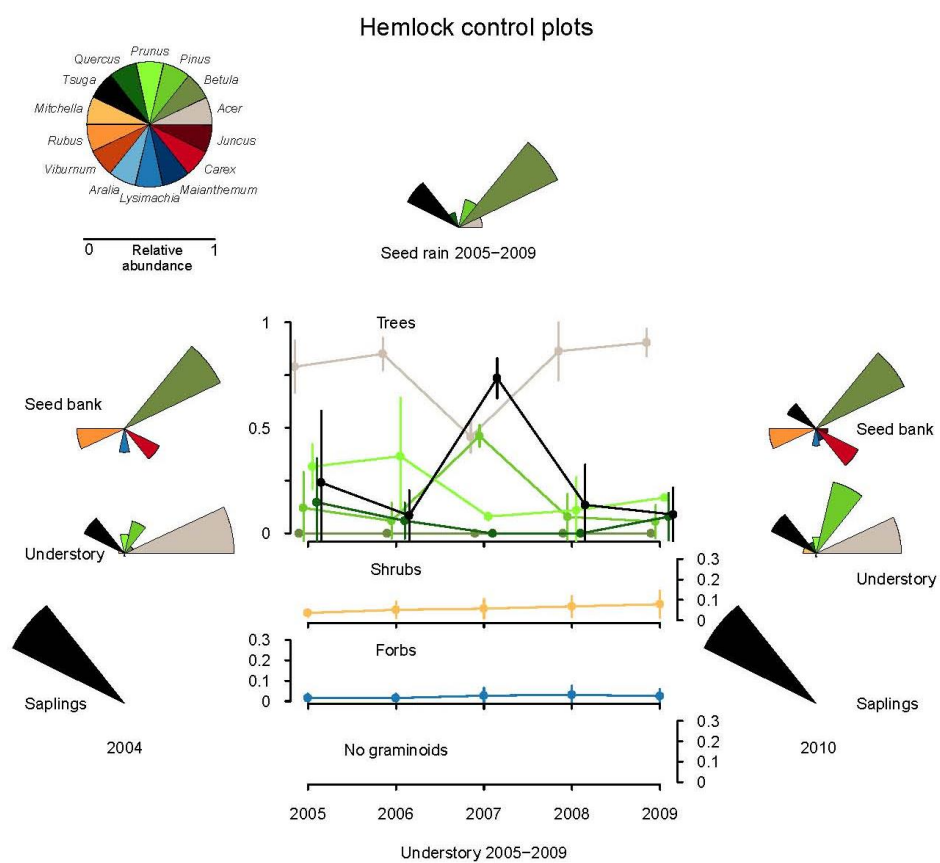 Hemlock control plots
Prunus
Quercus
Pinus
Tsuga
Betula
Mitchella
Acer
Rubus
Juncus
Viburnum
Carex
Aralia
Maianthemum
Lysimachia
0
Relative
abundance
1
Seed rain 2005−2009
1
Trees
0.5
0
Seed bank
Understory
Saplings
2004
Seed bank
Understory
Saplings
2010
Shrubs
0.3
0.2
0.1
0
Forbs
0.3
0.2
0.1
0
No graminoids
0.3
0.2
0.1
0
2005 2006 2007 2008 2009
Understory 2005−2009